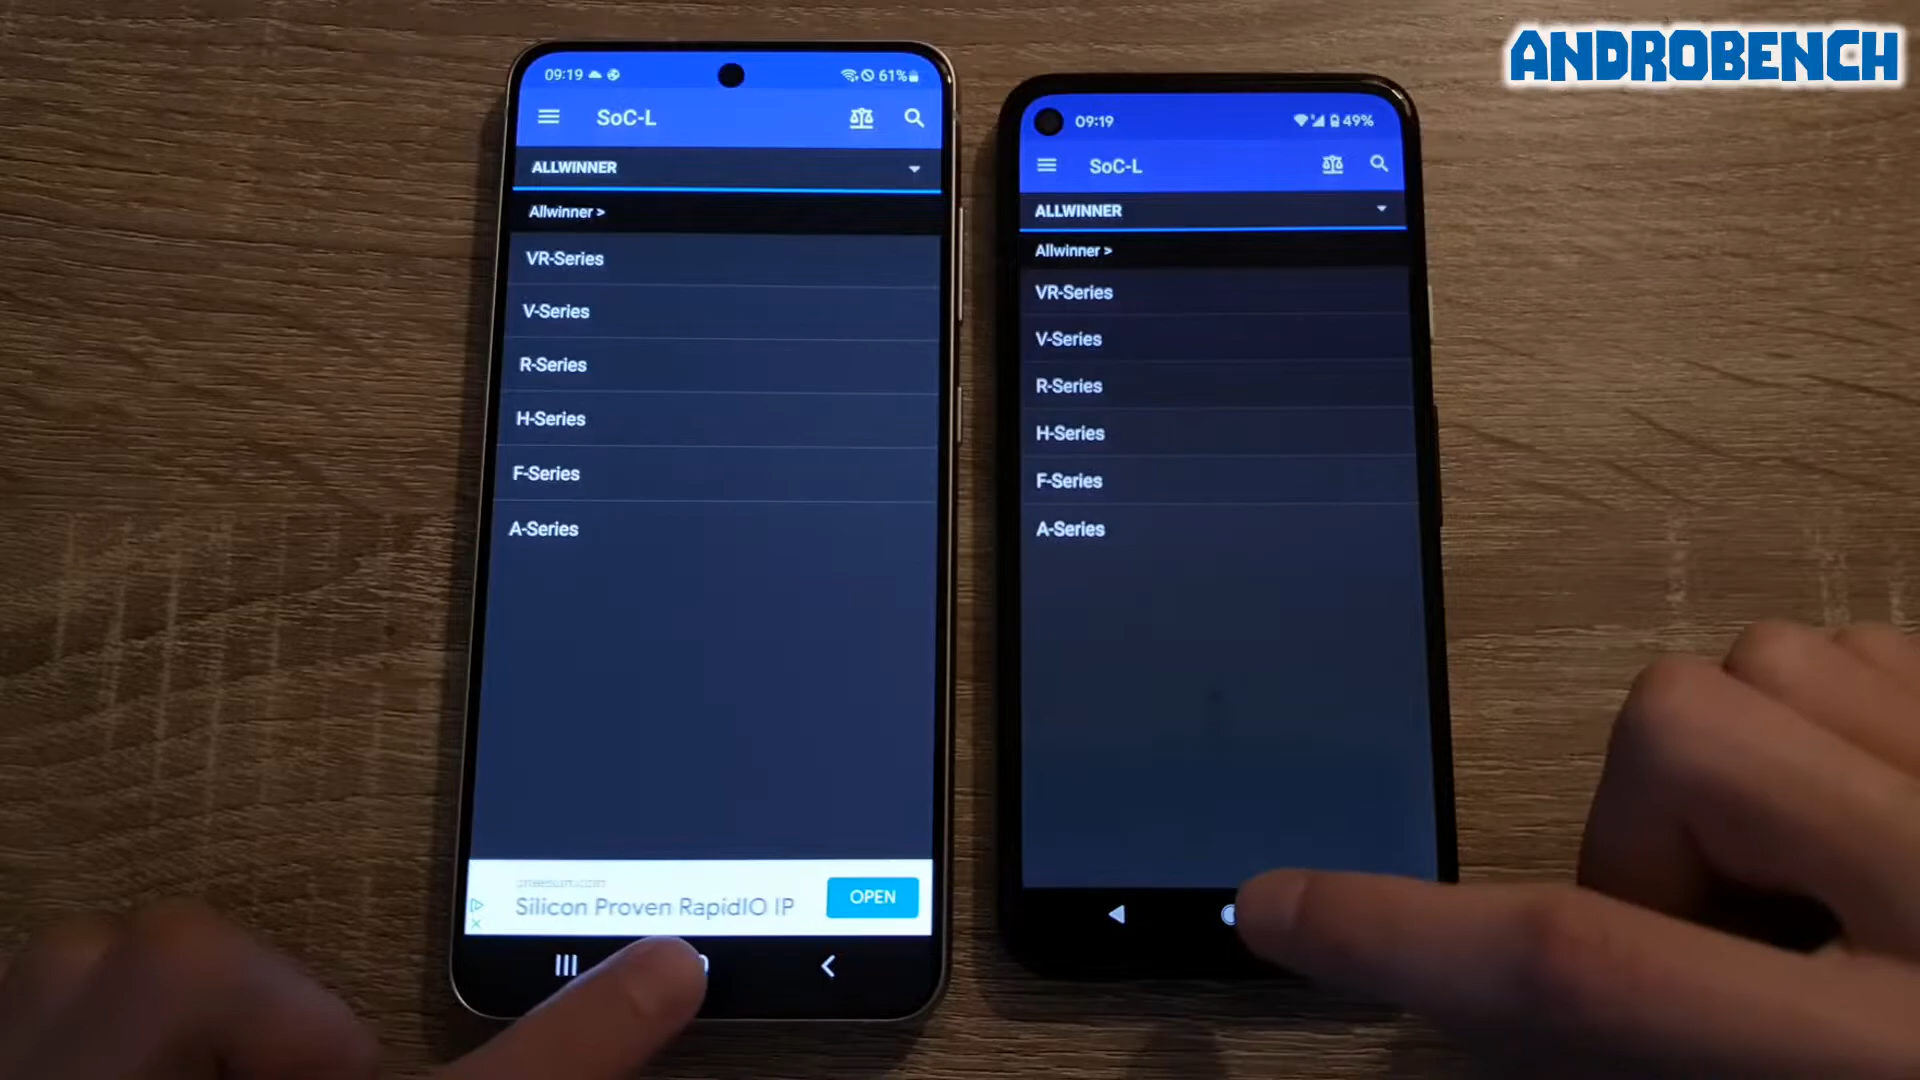 ANDROBENCH
09:19
61%
SoC-L
ALLWINNER
Allwinner >
VR-Series
V-Series
R-Series
H-Series
F-Series
A-Series
Silicon Proven RapidIO IP
OPEN
09:19
49%
SoC-L
ALLWINNER
Allwinner >
VR-Series
V-Series
R-Series
H-Series
F-Series
A-Series